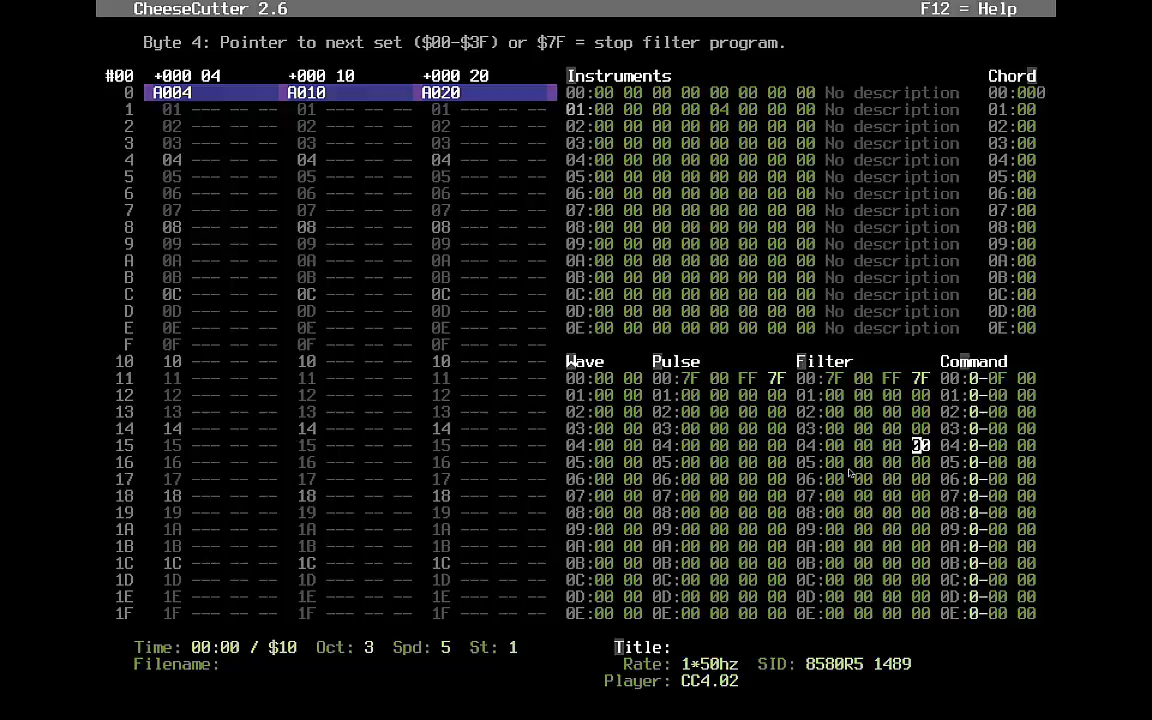 CheeseCutter 2.6 F12 = Help
Byte 4: Pointer to next set ($00-$3F) or $7F = stop filter program.
#00 +000 04 +000 10 +000 20 Instruments Chord
0 A004 A010 A020 00:00 00 00 00 00 00 00 00 No description 00:000
1 01 --- -- -- 01 --- -- -- 01 --- -- -- 01:00 00 00 00 04 00 00 00 No description 01:00
2 02 --- -- -- 02 --- -- -- 02 --- -- -- 02:00 00 00 00 00 00 00 00 No description 02:00
3 03 --- -- -- 03 --- -- -- 03 --- -- -- 03:00 00 00 00 00 00 00 00 No description 03:00
4 04 --- -- -- 04 --- -- -- 04 --- -- -- 04:00 00 00 00 00 00 00 00 No description 04:00
5 05 --- -- -- 05 --- -- -- 05 --- -- -- 05:00 00 00 00 00 00 00 00 No description 05:00
6 06 --- -- -- 06 --- -- -- 06 --- -- -- 06:00 00 00 00 00 00 00 00 No description 06:00
7 07 --- -- -- 07 --- -- -- 07 --- -- -- 07:00 00 00 00 00 00 00 00 No description 07:00
8 08 --- -- -- 08 --- -- -- 08 --- -- -- 08:00 00 00 00 00 00 00 00 No description 08:00
9 09 --- -- -- 09 --- -- -- 09 --- -- -- 09:00 00 00 00 00 00 00 00 No description 09:00
A 0A --- -- -- 0A --- -- -- 0A --- -- -- 0A:00 00 00 00 00 00 00 00 No description 0A:00
B 0B --- -- -- 0B --- -- -- 0B --- -- -- 0B:00 00 00 00 00 00 00 00 No description 0B:00
C 0C --- -- -- 0C --- -- -- 0C --- -- -- 0C:00 00 00 00 00 00 00 00 No description 0C:00
D 0D --- -- -- 0D --- -- -- 0D --- -- -- 0D:00 00 00 00 00 00 00 00 No description 0D:00
E 0E --- -- -- 0E --- -- -- 0E --- -- -- 0E:00 00 00 00 00 00 00 00 No description 0E:00
F 0F --- -- -- 0F --- -- -- 0F --- -- --
10 10 --- -- -- 10 --- -- -- 10 --- -- -- Wave Pulse Filter Command
11 11 --- -- -- 11 --- -- -- 11 --- -- -- 00:00 00 00:7F 00 FF 7F 00:7F 00 FF 7F 00:0-0F 00
12 12 --- -- -- 12 --- -- -- 12 --- -- -- 01:00 00 01:00 00 00 00 01:00 00 00 00 01:0-00 00
13 13 --- -- -- 13 --- -- -- 13 --- -- -- 02:00 00 02:00 00 00 00 02:00 00 00 00 02:0-00 00
14 14 --- -- -- 14 --- -- -- 14 --- -- -- 03:00 00 03:00 00 00 00 03:00 00 00 00 03:0-00 00
15 15 --- -- -- 15 --- -- -- 15 --- -- -- 04:00 00 04:00 00 00 00 04:00 00 00 00 04:0-00 00
16 16 --- -- -- 16 --- -- -- 16 --- -- -- 05:00 00 05:00 00 00 00 05:00 00 00 00 05:0-00 00
17 17 --- -- -- 17 --- -- -- 17 --- -- -- 06:00 00 06:00 00 00 00 06:00 00 00 00 06:0-00 00
18 18 --- -- -- 18 --- -- -- 18 --- -- -- 07:00 00 07:00 00 00 00 07:00 00 00 00 07:0-00 00
19 19 --- -- -- 19 --- -- -- 19 --- -- -- 08:00 00 08:00 00 00 00 08:00 00 00 00 08:0-00 00
1A 1A --- -- -- 1A --- -- -- 1A --- -- -- 09:00 00 09:00 00 00 00 09:00 00 00 00 09:0-00 00
1B 1B --- -- -- 1B --- -- -- 1B --- -- -- 0A:00 00 0A:00 00 00 00 0A:00 00 00 00 0A:0-00 00
1C 1C --- -- -- 1C --- -- -- 1C --- -- -- 0B:00 00 0B:00 00 00 00 0B:00 00 00 00 0B:0-00 00
1D 1D --- -- -- 1D --- -- -- 1D --- -- -- 0C:00 00 0C:00 00 00 00 0C:00 00 00 00 0C:0-00 00
1E 1E --- -- -- 1E --- -- -- 1E --- -- -- 0D:00 00 0D:00 00 00 00 0D:00 00 00 00 0D:0-00 00
1F 1F --- -- -- 1F --- -- -- 1F --- -- -- 0E:00 00 0E:00 00 00 00 0E:00 00 00 00 0E:0-00 00
Time: 00:00 / $10 Oct: 3 Spd: 5 St: 1 Title:
Filename: Rate: 1*50hz SID: 8580R5 1489
Player: CC4.02